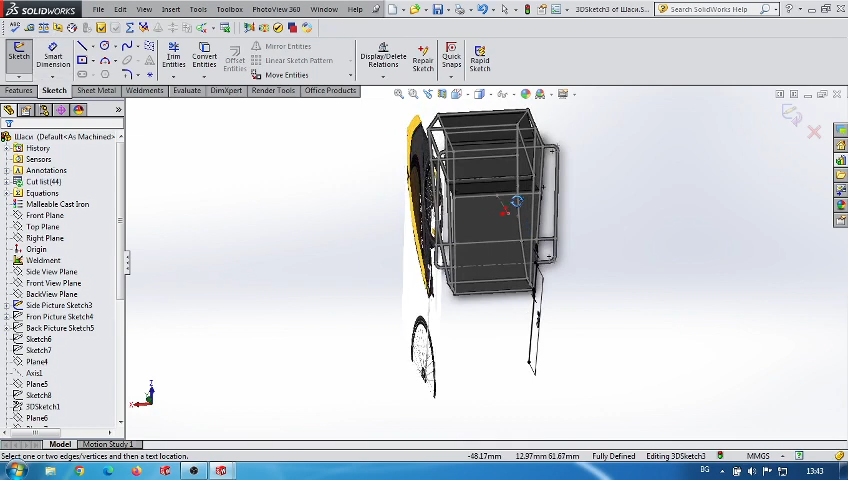 SOLIDWORKS File Edit View Insert Tools Toolbox PhotoView 360 Window Help 3DSketch3 of Шаси.S... Search SolidWorks Help
Sketch Smart Dimension Trim Entities Convert Entities Offset Entities Mirror Entities Linear Sketch Pattern Move Entities Display/Delete Relations Repair Sketch Quick Snaps Rapid Sketch
Features Sketch Sheet Metal Weldments Evaluate DimXpert Render Tools Office Products
Шаси (Default<As Machined>
History
Sensors
Annotations
Cut list(44)
Equations
Malleable Cast Iron
Front Plane
Top Plane
Right Plane
Origin
Weldment
Side View Plane
Front View Plane
BackView Plane
Side Picture Sketch3
Fron Picture Sketch4
Back Picture Sketch5
Sketch6
Sketch7
Plane4
Axis1
Plane5
Sketch8
3DSketch1
Plane6
Z
X
Model Motion Study 1
Select one or two edges/vertices and then a text location. -48.17mm 12.97mm 61.67mm Fully Defined Editing 3DSketch3 MMGS
BG 13:43